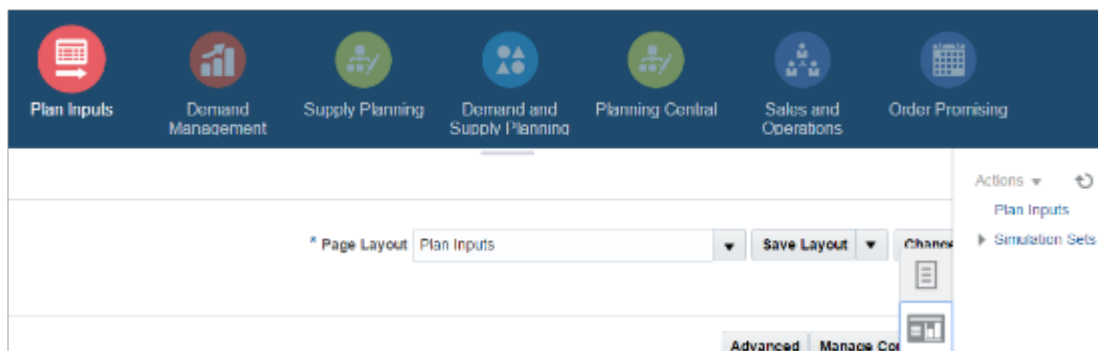 Plan Inputs
Demand
Management
Supply Planning
Demand and
Supply Planning
Planning Central
Sales and
Operations
Order Promising
Actions
Plan Inputs
Simulation Sets
* Page Layout Plan Inputs Save Layout
Advanced Manage